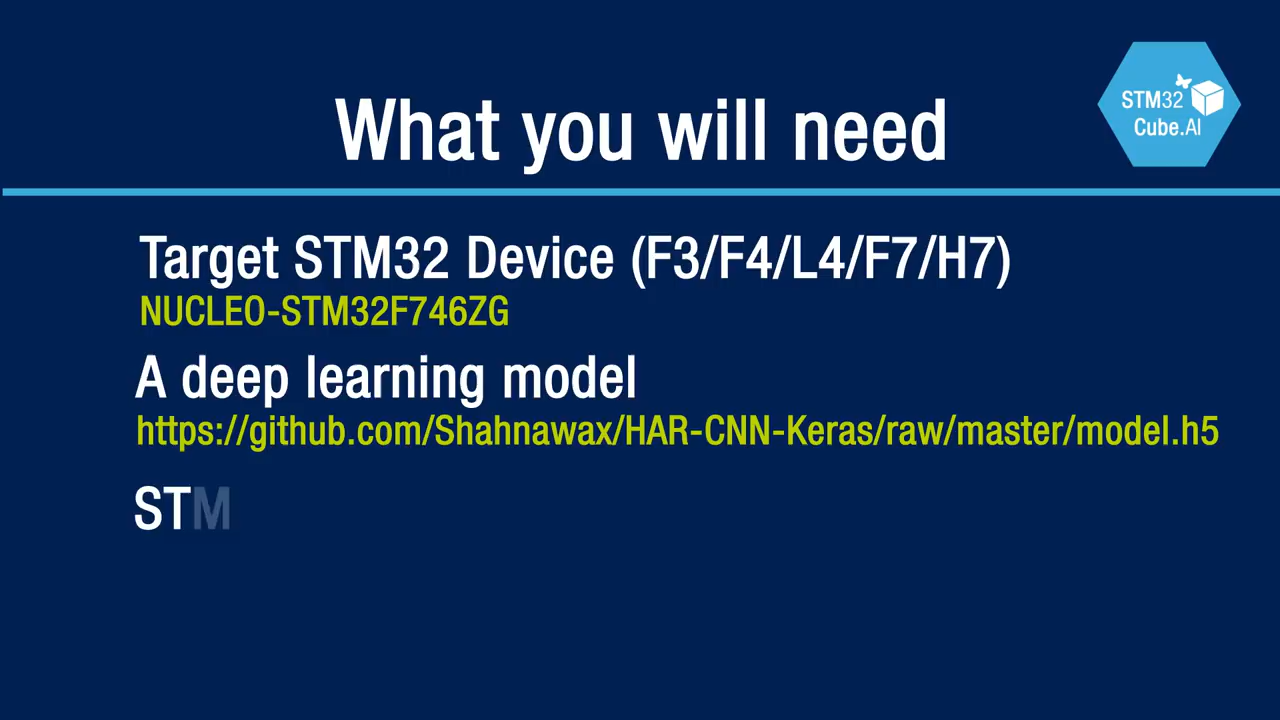 What you will need
STM32
Cube.AI
Target STM32 Device (F3/F4/L4/F7/H7)
NUCLEO-STM32F746ZG
A deep learning model
https://github.com/Shahnawax/HAR-CNN-Keras/raw/master/model.h5
STM